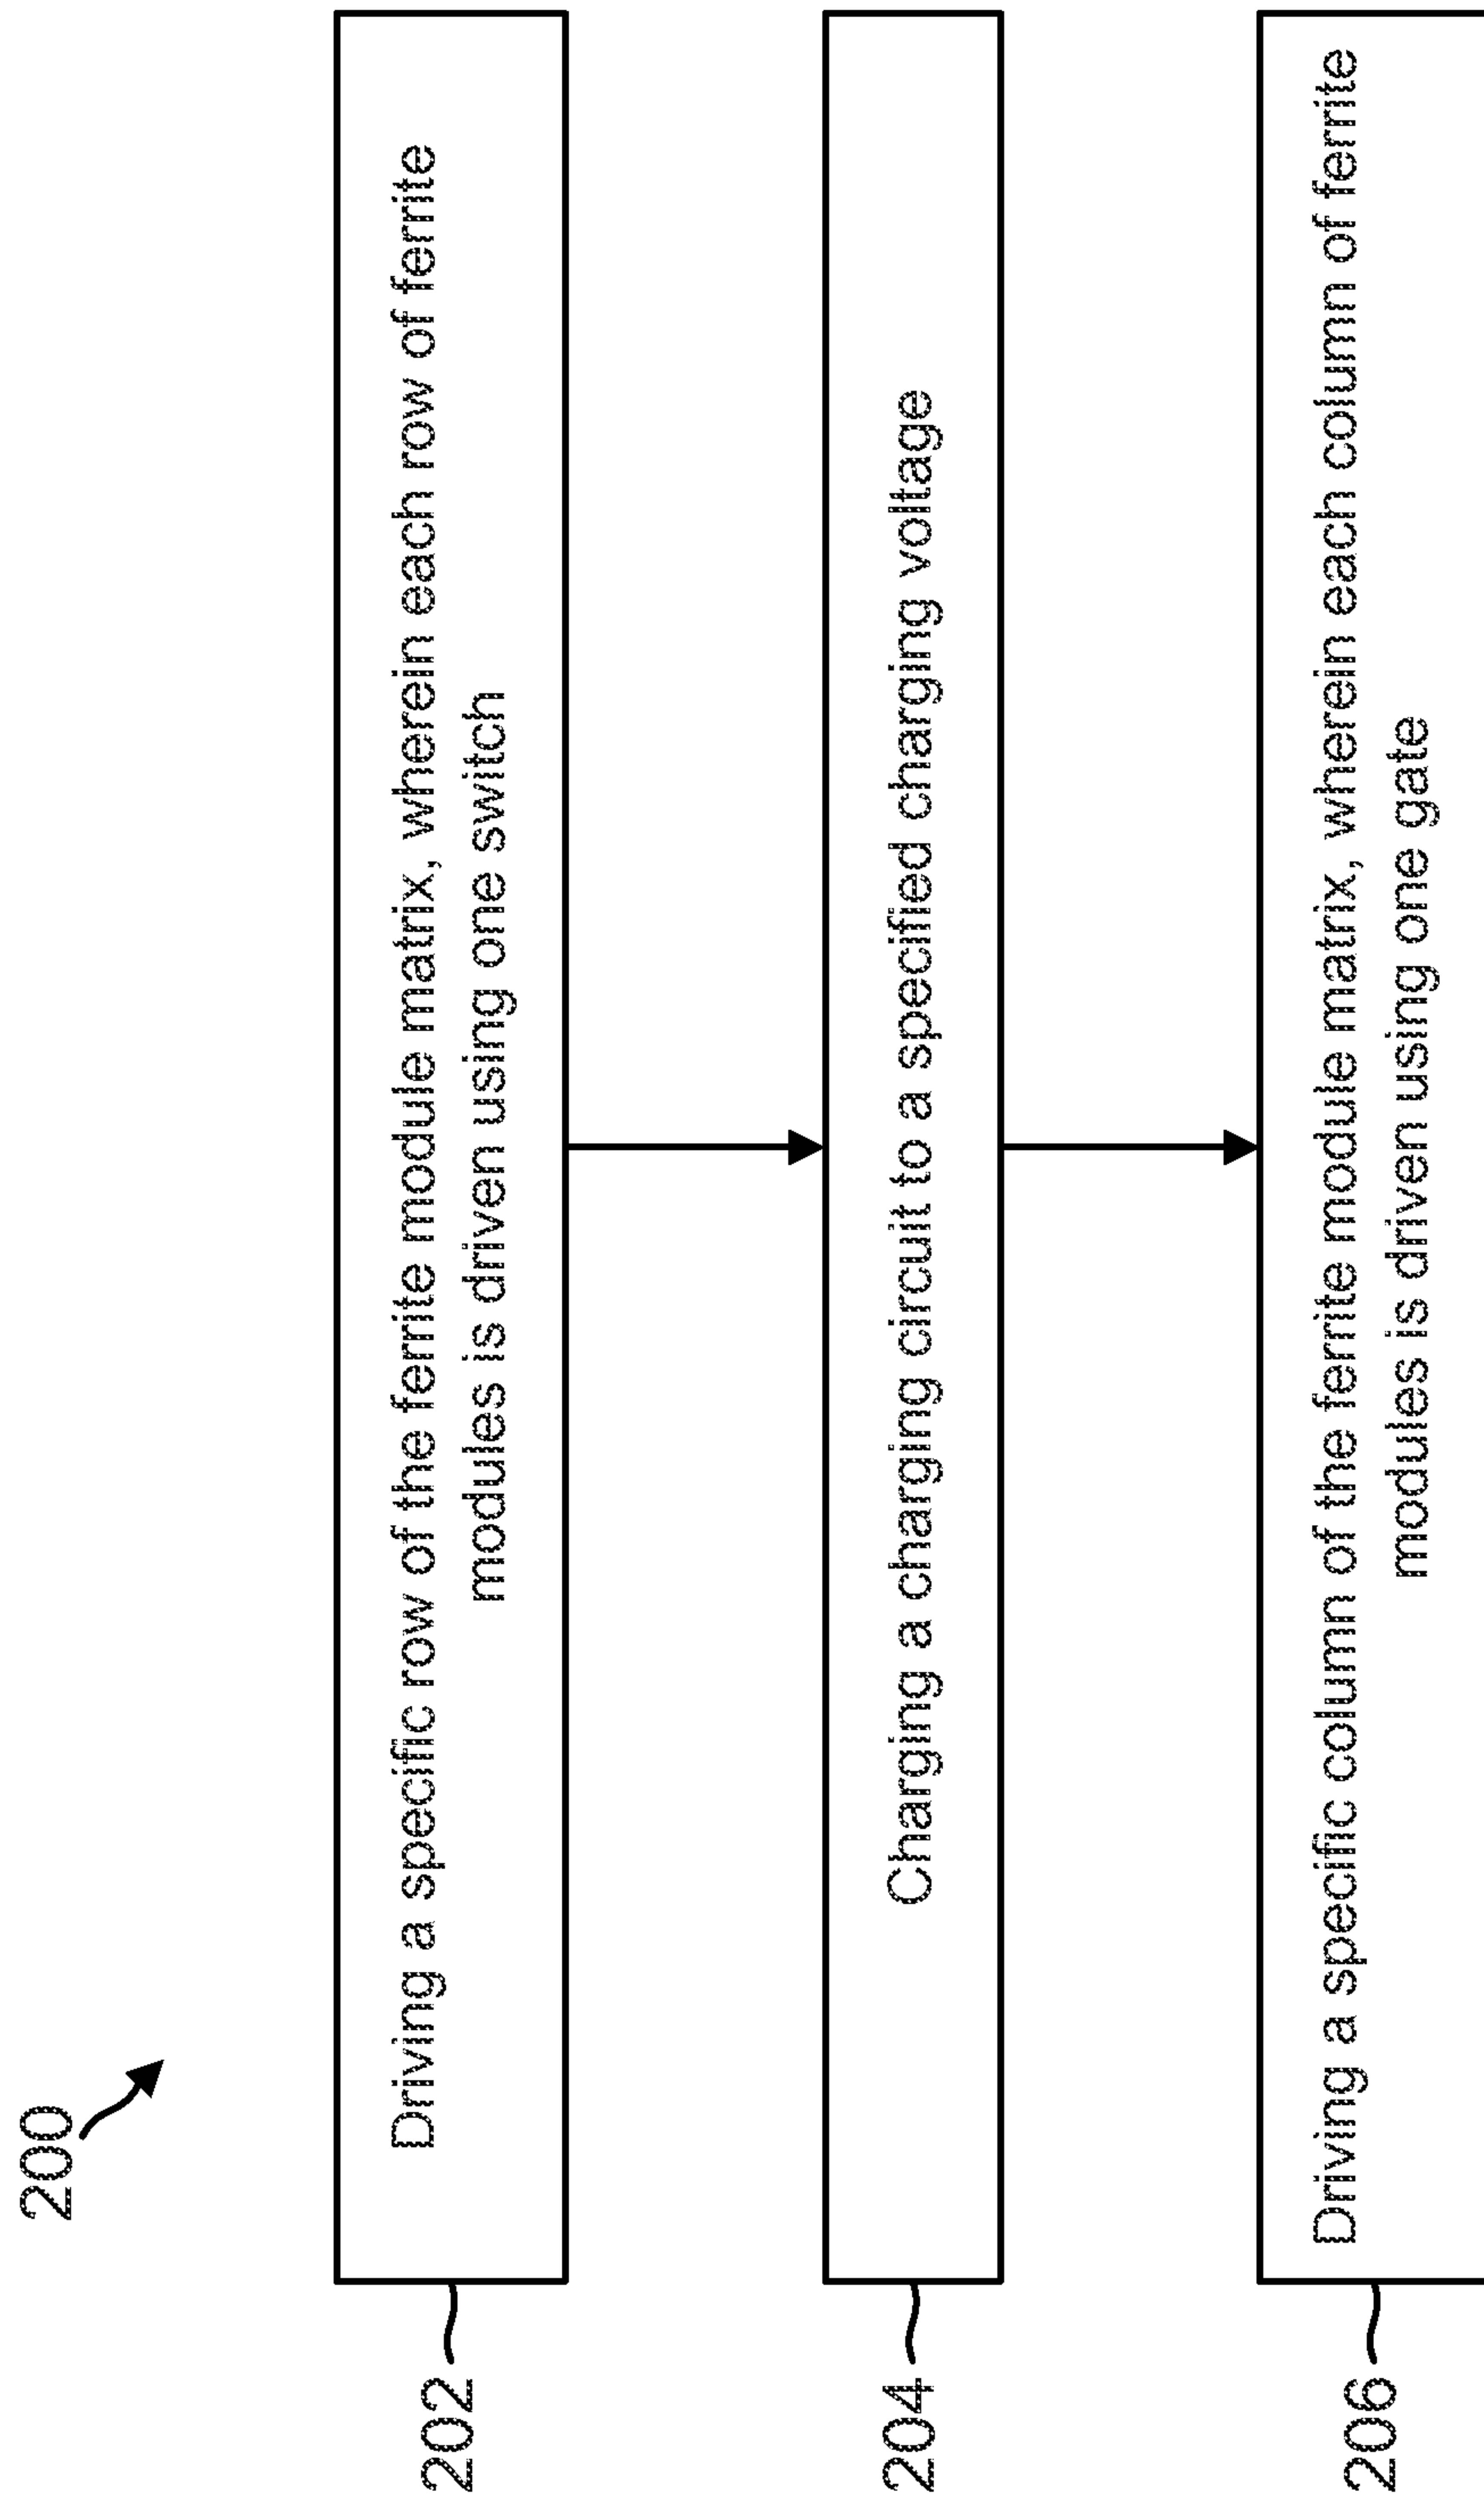 200
202
Driving a specific row of the ferrite module matrix, wherein each row of ferrite
modules is driven using one switch
204
Charging a charging circuit to a specified charging voltage
206
Driving a specific column of the ferrite module matrix, wherein each column of ferrite
modules is driven using one gate